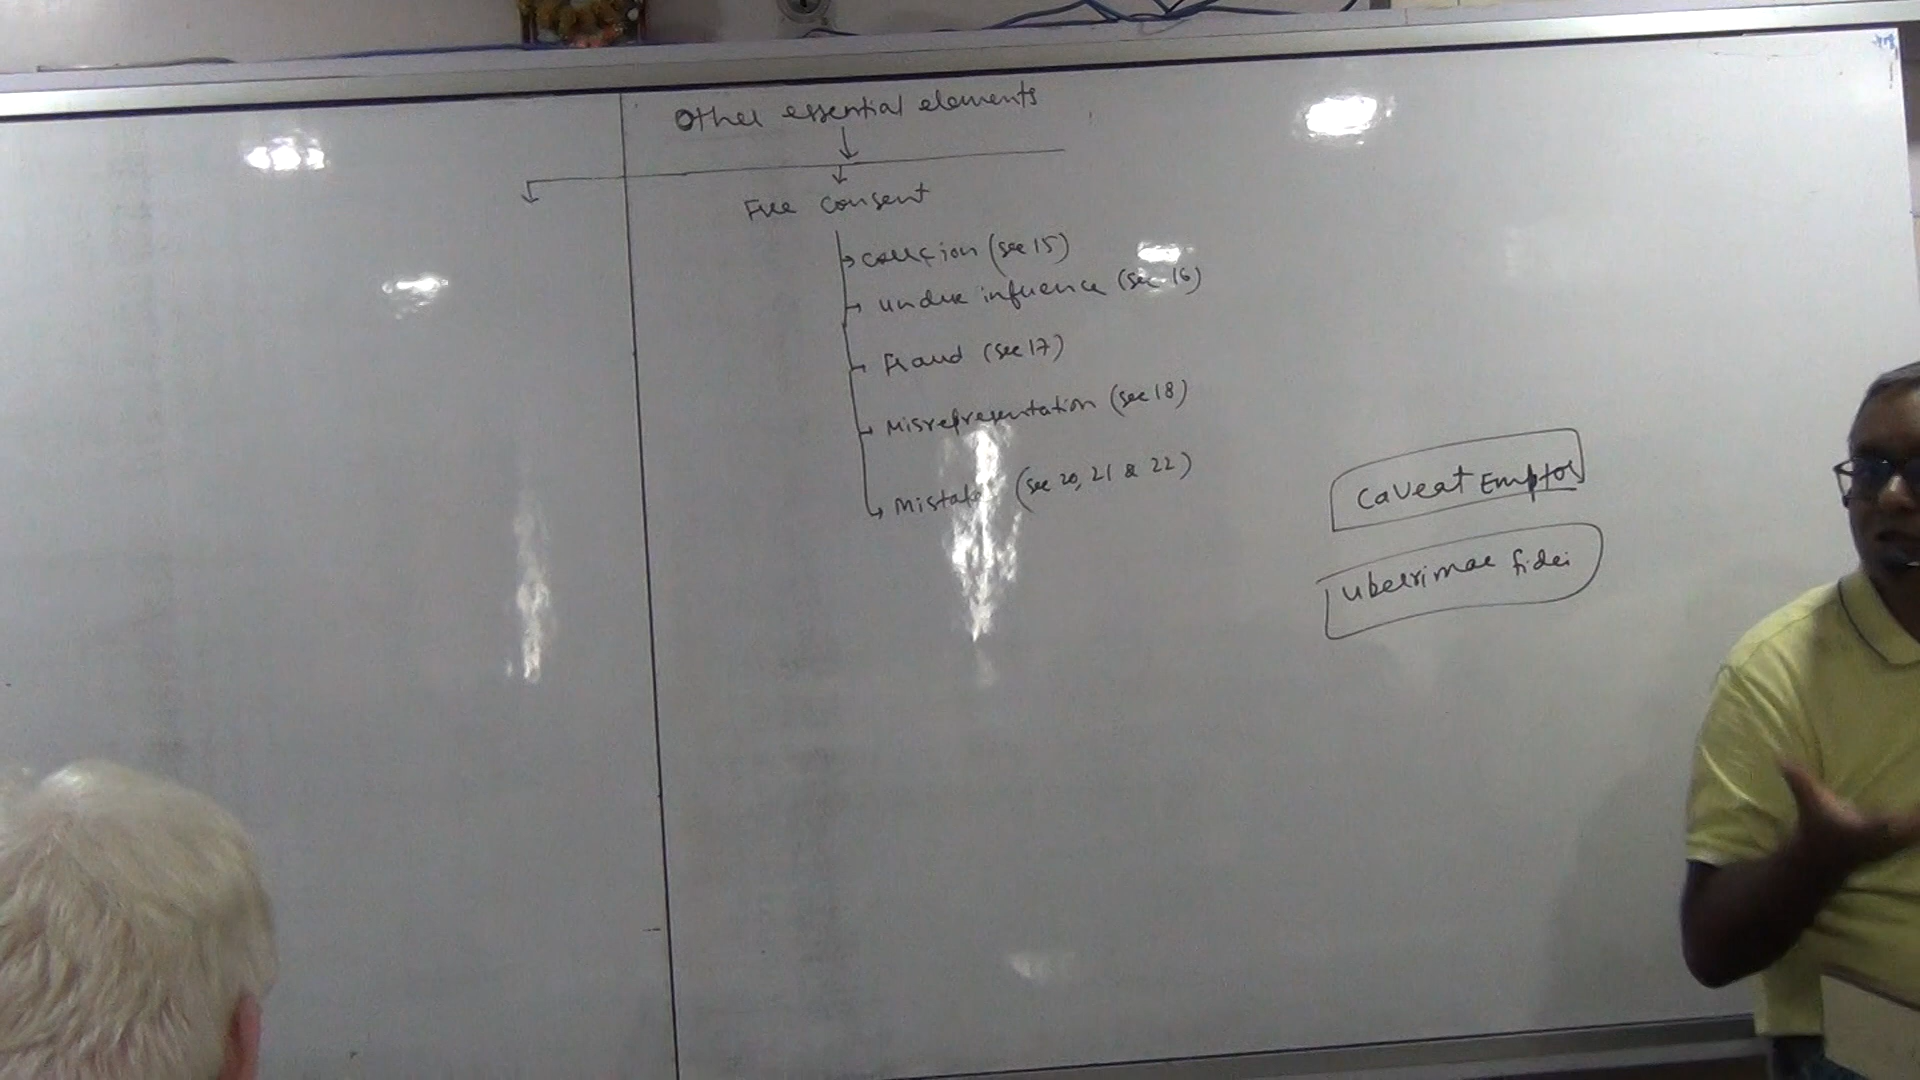 Other essential elements
Free consent
coercion (sec 15)
undue influence (sec 16)
Fraud (sec 17)
Misrepresentation (sec 18)
Mistake (sec 20, 21 & 22)
Caveat Emptor
uberrimae fidei